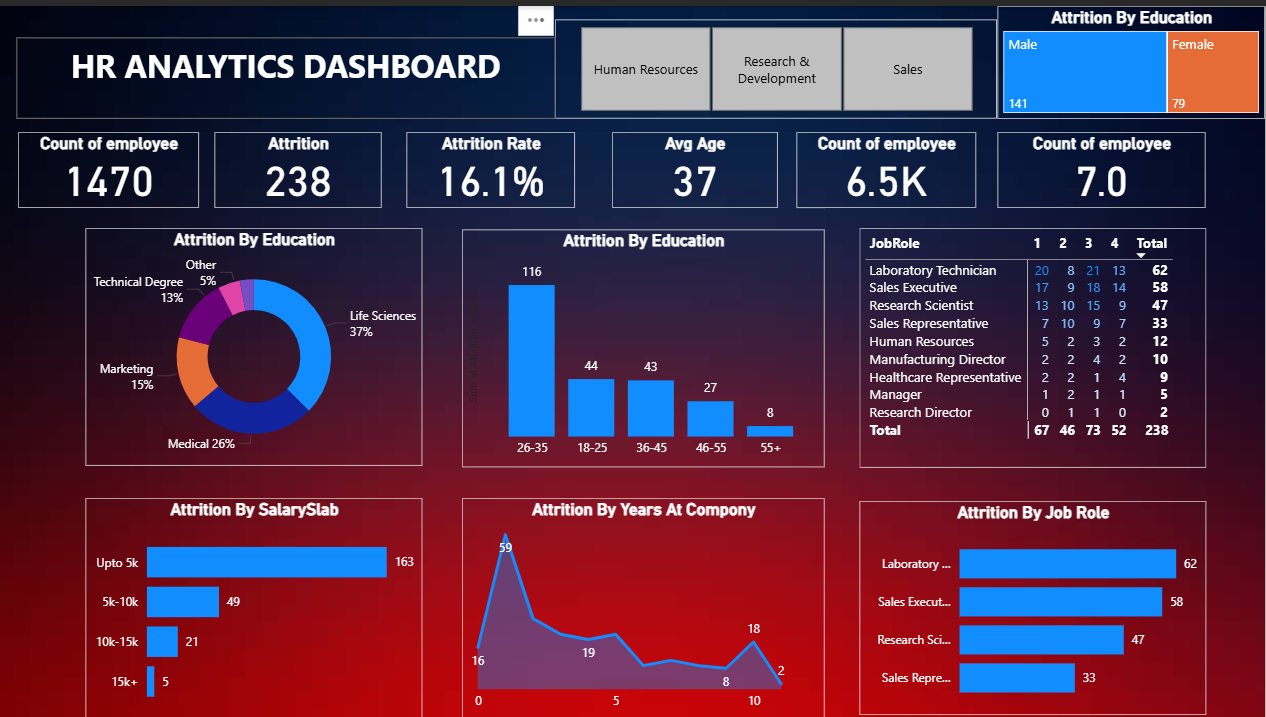 HR ANALYTICS DASHBOARD
Human Resources
Research &
Development
Sales
Attrition By Education
Male
Female
141
79
Count of employee
1470
Attrition
238
Attrition Rate
16.1%
Avg Age
37
Count of employee
6.5K
Count of employee
7.0
Attrition By Education
Other
5%
Technical Degree
13%
Life Sciences
37%
Marketing
15%
Medical 26%
Attrition By Education
116
44
43
27
8
26-35 18-25 36-45 46-55 55+
JobRole 1 2 3 4 Total
Laboratory Technician 20 8 21 13 62
Sales Executive 17 9 18 14 58
Research Scientist 13 10 15 9 47
Sales Representative 7 10 9 7 33
Human Resources 5 2 3 2 12
Manufacturing Director 2 2 4 2 10
Healthcare Representative 2 2 1 4 9
Manager 1 2 1 1 5
Research Director 0 1 1 0 2
Total 67 46 73 52 238
Attrition By SalarySlab
Upto 5k 163
5k-10k 49
10k-15k 21
15k+ 5
Attrition By Years At Compony
59
16
19
18
8
2
0 5 10
Attrition By Job Role
Laboratory ... 62
Sales Execut... 58
Research Sci... 47
Sales Repre... 33